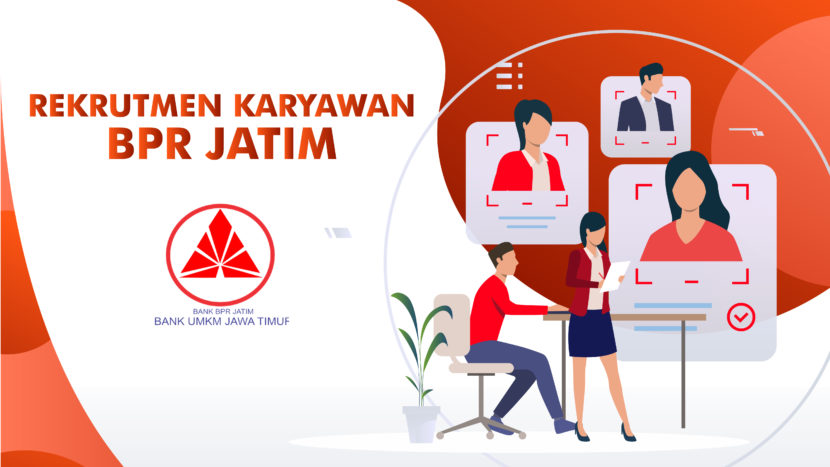 REKRUTMEN KARYAWAN
BPR JATIM
BANK BPR JATIM
BANK UMKM JAWA TIMUR